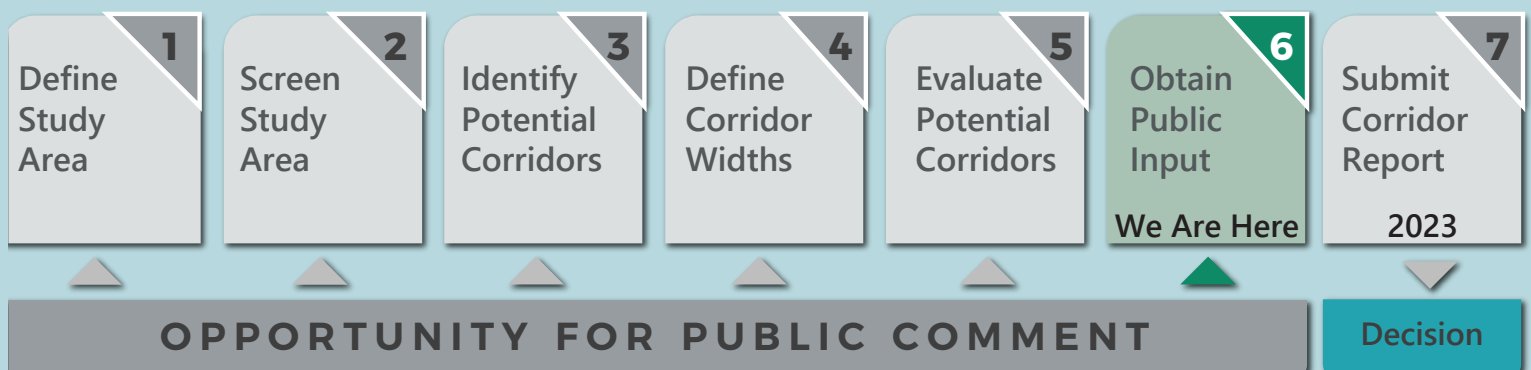 1
Define
Study
Area
2
Screen
Study
Area
3
Identify
Potential
Corridors
4
Define
Corridor
Widths
5
Evaluate
Potential
Corridors
6
Obtain
Public
Input
We Are Here
7
Submit
Corridor
Report
2023
OPPORTUNITY FOR PUBLIC COMMENT
Decision